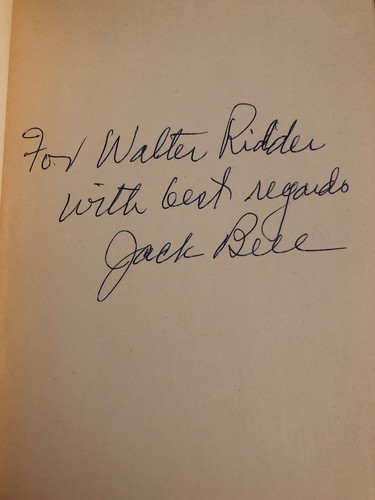 For Walter Ridder
with best regards
Jack Bell